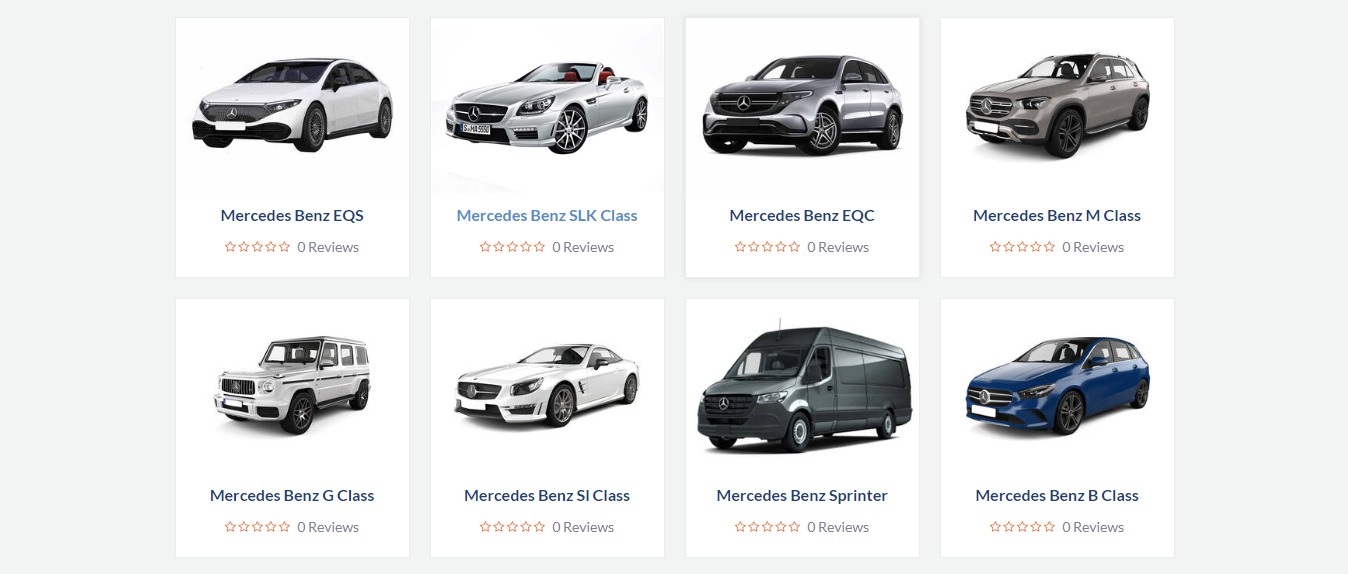 S MA 5550
Mercedes Benz EQS
Mercedes Benz SLK Class
Mercedes Benz EQC
Mercedes Benz M Class
0 Reviews
0 Reviews
0 Reviews
0 Reviews
Mercedes Benz G Class
Mercedes Benz Sl Class
Mercedes Benz Sprinter
Mercedes Benz B Class
0 Reviews
0 Reviews
0 Reviews
0 Reviews